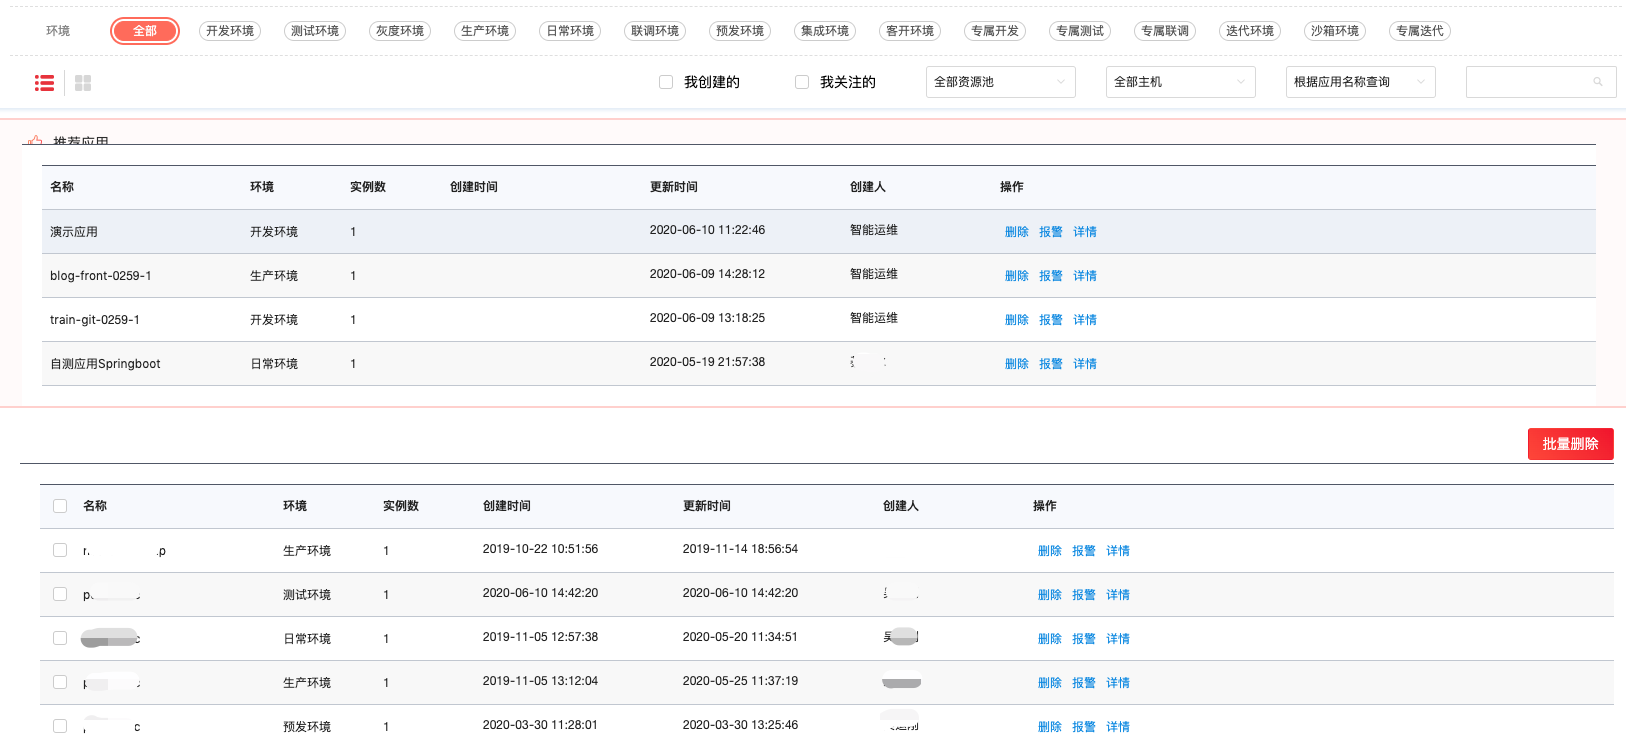 环境 全部 开发环境 测试环境 灰度环境 生产环境 日常环境 联调环境 预发环境 集成环境 客开环境 专属开发 专属测试 专属联调 迭代环境 沙箱环境 专属迭代
我创建的 我关注的 全部资源池 全部主机 根据应用名称查询
推荐应用
名称 环境 实例数 创建时间 更新时间 创建人 操作
演示应用 开发环境 1 2020-06-10 11:22:46 智能运维 删除 报警 详情
blog-front-0259-1 生产环境 1 2020-06-09 14:28:12 智能运维 删除 报警 详情
train-git-0259-1 开发环境 1 2020-06-09 13:18:25 智能运维 删除 报警 详情
自测应用Springboot 日常环境 1 2020-05-19 21:57:38 删除 报警 详情
批量删除
名称 环境 实例数 创建时间 更新时间 创建人 操作
生产环境 1 2019-10-22 10:51:56 2019-11-14 18:56:54 删除 报警 详情
测试环境 1 2020-06-10 14:42:20 2020-06-10 14:42:20 删除 报警 详情
日常环境 1 2019-11-05 12:57:38 2020-05-20 11:34:51 删除 报警 详情
生产环境 1 2019-11-05 13:12:04 2020-05-25 11:37:19 删除 报警 详情
预发环境 1 2020-03-30 11:28:01 2020-03-30 13:25:46 删除 报警 详情